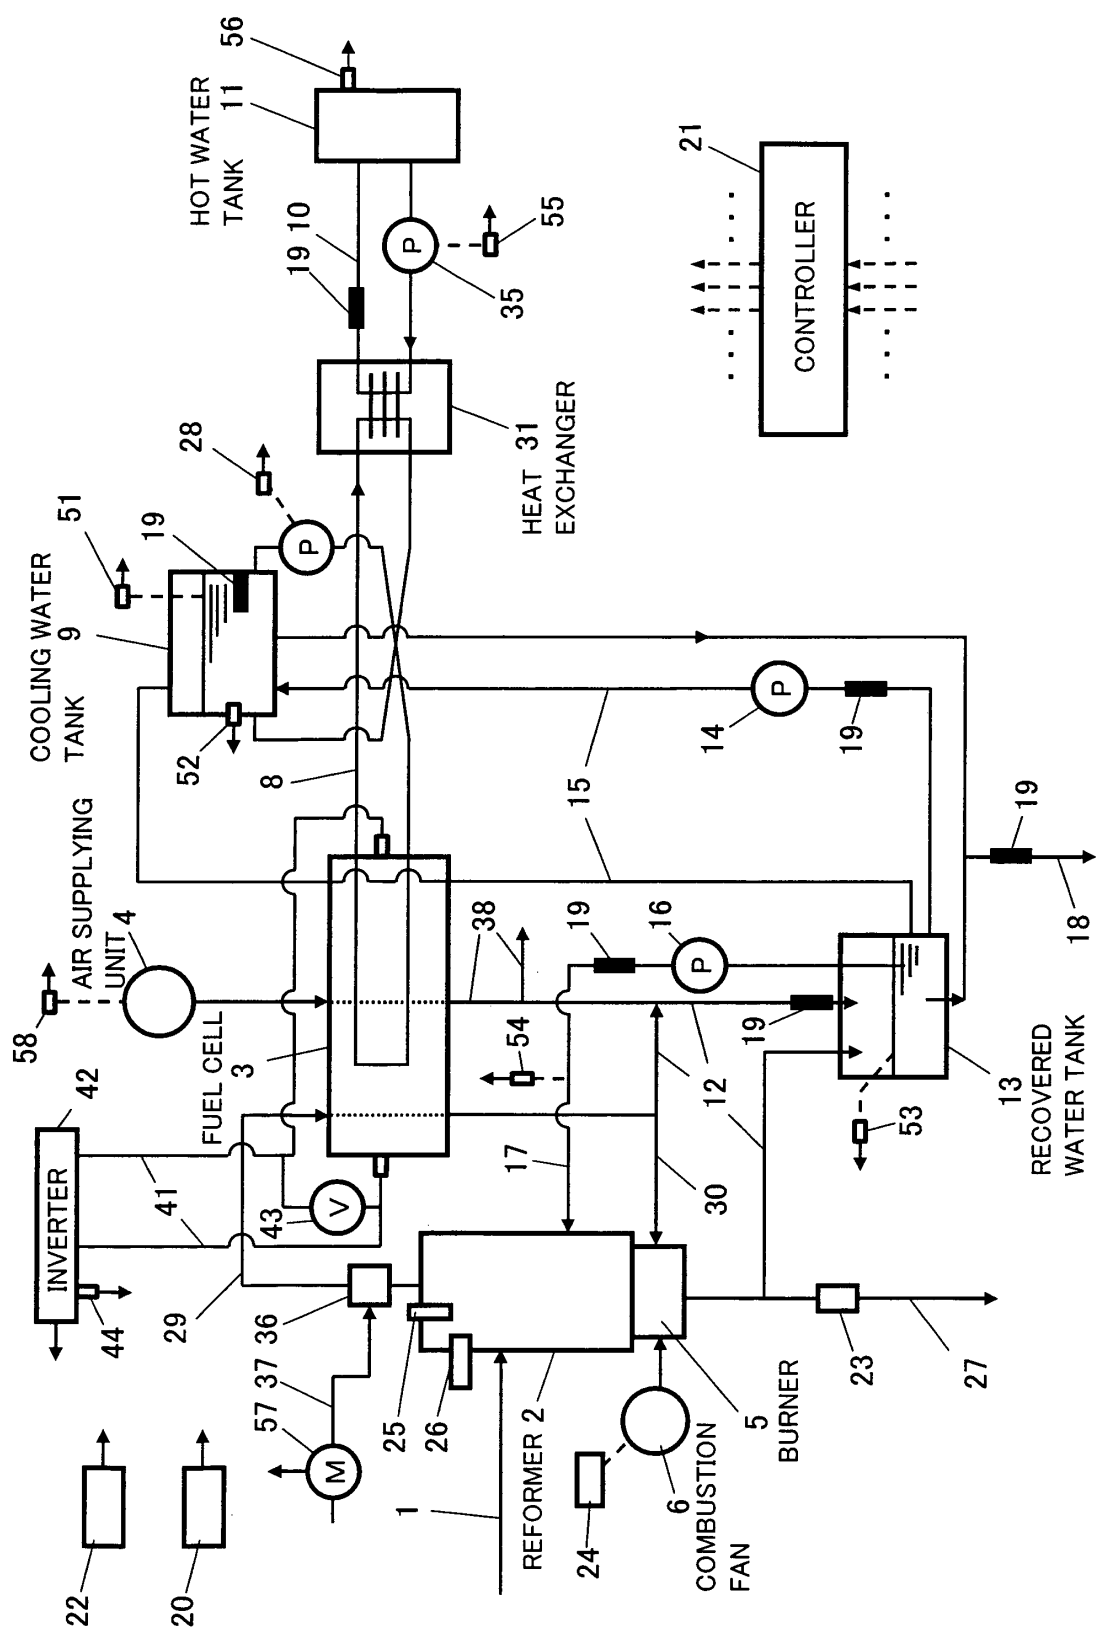 22
20
INVERTER
42
44
41
29
43
V
58
AIR SUPPLYING
UNIT 4
FUEL CELL
3
COOLING WATER
9
TANK
51
19
52
28
P
8
HOT WATER
TANK
11
56
19
10
P
35
55
HEAT
EXCHANGER
31
57
M
37
36
25
26
1
REFORMER 2
24
6
COMBUSTION
FAN
5
BURNER
23
27
17
30
54
38
19
16
P
12
19
53
13
RECOVERED
WATER TANK
15
14
P
19
19
18
21
CONTROLLER